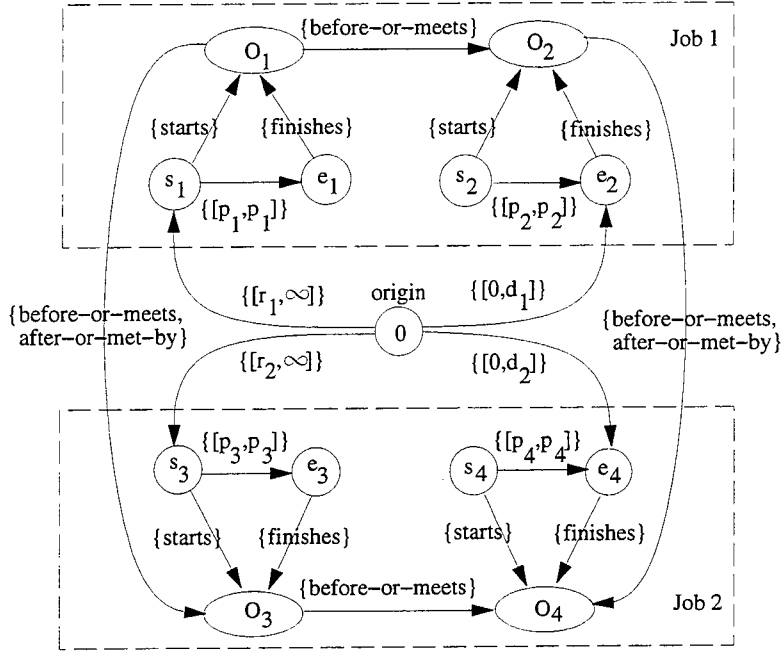 {before-or-meets}
O1
O2
Job 1
{starts}
{finishes}
{starts}
{finishes}
s1
e1
s2
e2
{[p1,p1]}
{[p2,p2]}
{[r1,∞]}
origin
{[0,d1]}
{before-or-meets,
after-or-met-by}
0
{before-or-meets,
after-or-met-by}
{[r2,∞]}
{[0,d2]}
{[p3,p3]}
{[p4,p4]}
s3
e3
s4
e4
{starts}
{finishes}
{starts}
{finishes}
{before-or-meets}
O3
O4
Job 2